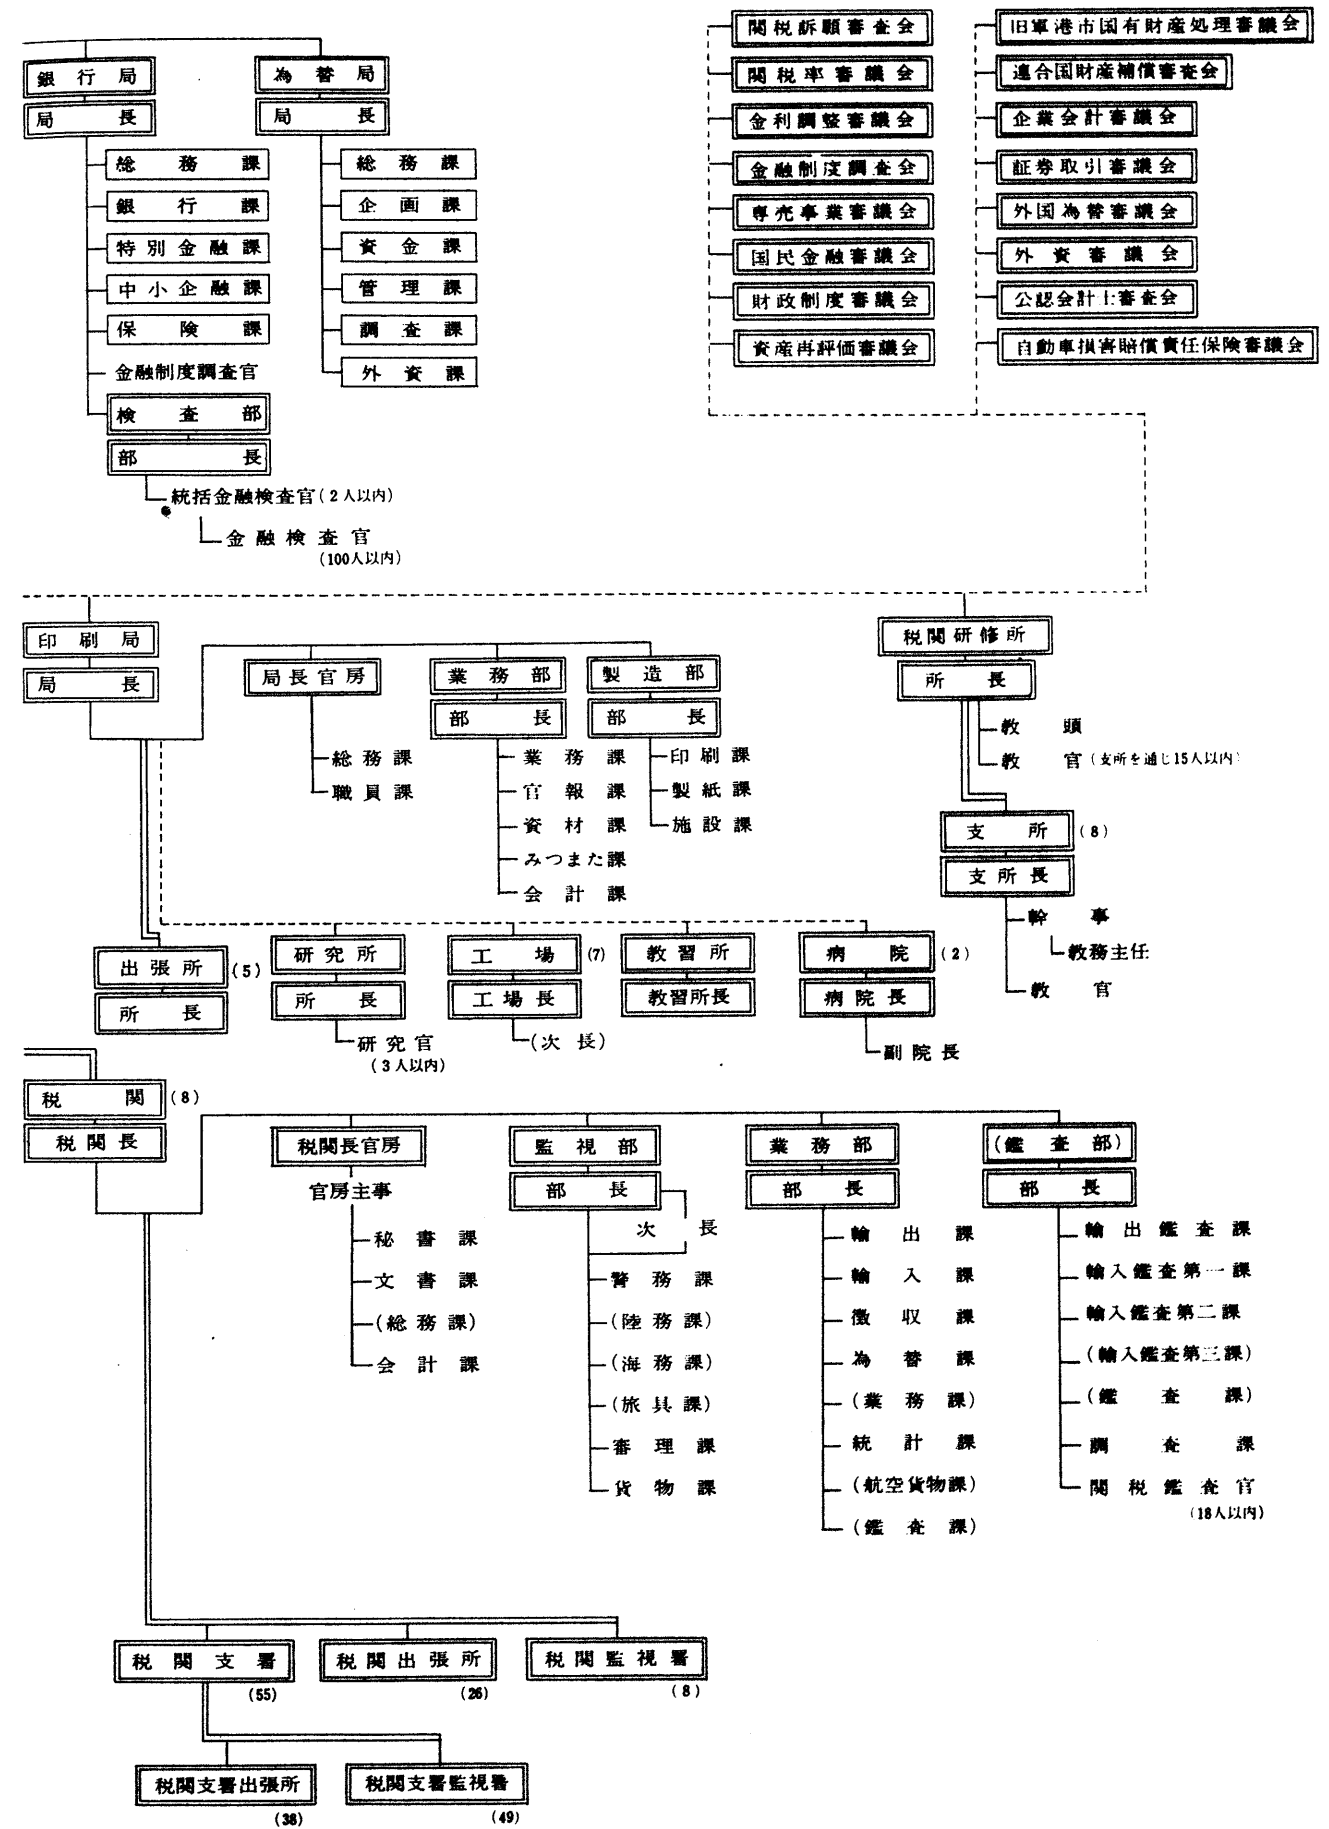 銀行局
局長
総務課
銀行課
特別金融課
中小金融課
保険課
金融制度調査官
検査部
部長
統括金融検査官(2人以内)
金融検査官
(100人以内)
為替局
局長
総務課
企画課
資金課
管理課
調査課
外資課
関税訴願審査会
関税率審議会
金利調整審議会
金融制度調査会
専売事業審議会
国民金融審議会
財政制度審議会
資産再評価審議会
旧軍港市国有財産処理審議会
連合国財産補償審査会
企業会計審議会
証券取引審議会
外国為替審議会
外資審議会
公認会計士審査会
自動車損害賠償責任保険審議会
印刷局
局長
局長官房
総務課
職員課
業務部
部長
業務課
官報課
資材課
みつまた課
会計課
製造部
部長
印刷課
製紙課
施設課
税関研修所
所長
教頭
教官(支所を通じ15人以内)
支所(8)
支所長
幹事
教務主任
教官
出張所(5)
所長
研究所
所長
研究官
(3人以内)
工場(7)
工場長
(次長)
教習所
教習所長
病院(2)
病院長
副院長
税関(8)
税関長
税関長官房
官房主事
秘書課
文書課
(総務課)
会計課
監視部
部長
次長
警務課
(陸務課)
(海務課)
(旅具課)
審理課
貨物課
業務部
部長
輸出課
輸入課
徴収課
為替課
(業務課)
統計課
(航空貨物課)
(鑑査課)
(鑑査部)
部長
輸出鑑査課
輸入鑑査第一課
輸入鑑査第二課
(輸入鑑査第三課)
(鑑査課)
調査課
関税鑑査官
(18人以内)
税関支署
(55)
税関出張所
(26)
税関監視署
(8)
税関支署出張所
(38)
税関支署監視署
(49)